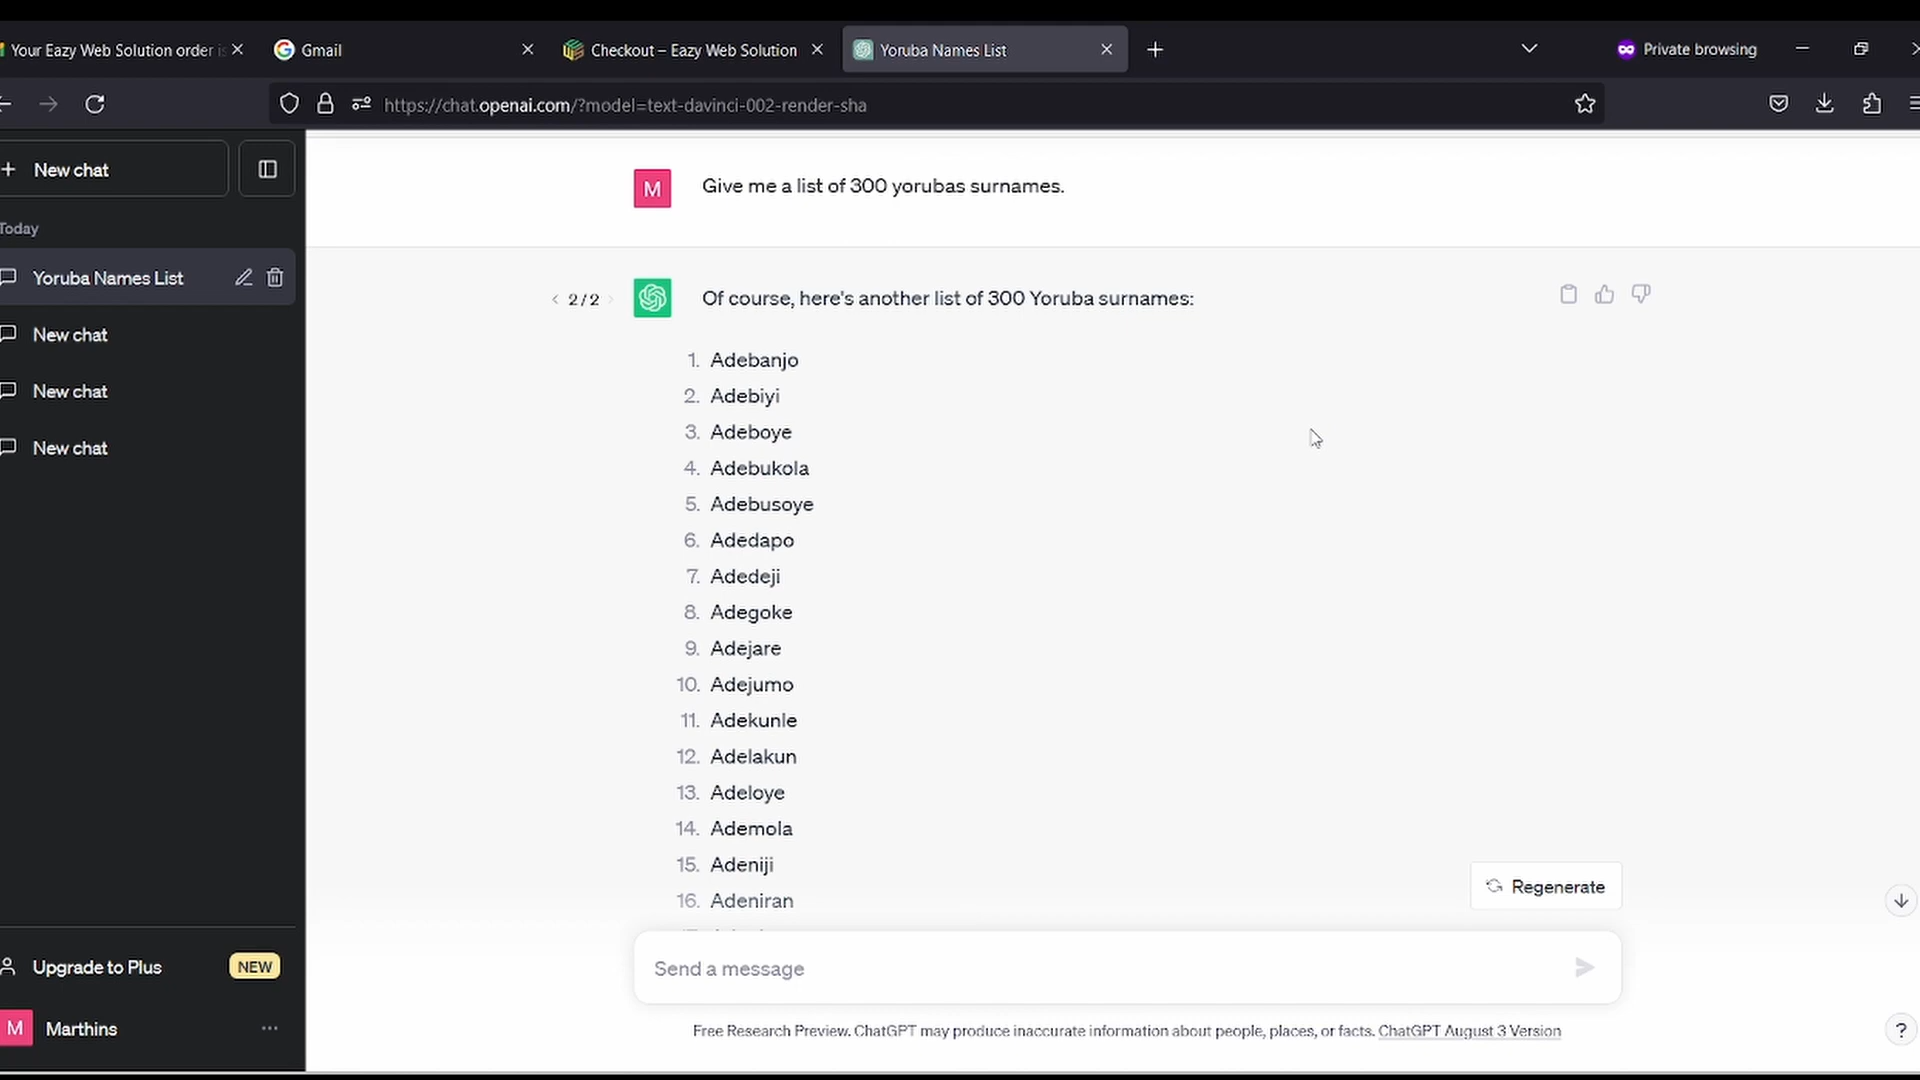 Your Eazy Web Solution order is
Gmail
Checkout – Eazy Web Solution
Yoruba Names List
Private browsing
https://chat.openai.com/?model=text-davinci-002-render-sha
New chat
Today
Yoruba Names List
New chat
New chat
New chat
Upgrade to Plus
NEW
M
Marthins
M
Give me a list of 300 yorubas surnames.
2 / 2
Of course, here's another list of 300 Yoruba surnames:
1. Adebanjo
2. Adebiyi
3. Adeboye
4. Adebukola
5. Adebusoye
6. Adedapo
7. Adedeji
8. Adegoke
9. Adejare
10. Adejumo
11. Adekunle
12. Adelakun
13. Adeloye
14. Ademola
15. Adeniji
16. Adeniran
Regenerate
Send a message
Free Research Preview. ChatGPT may produce inaccurate information about people, places, or facts. ChatGPT August 3 Version
?